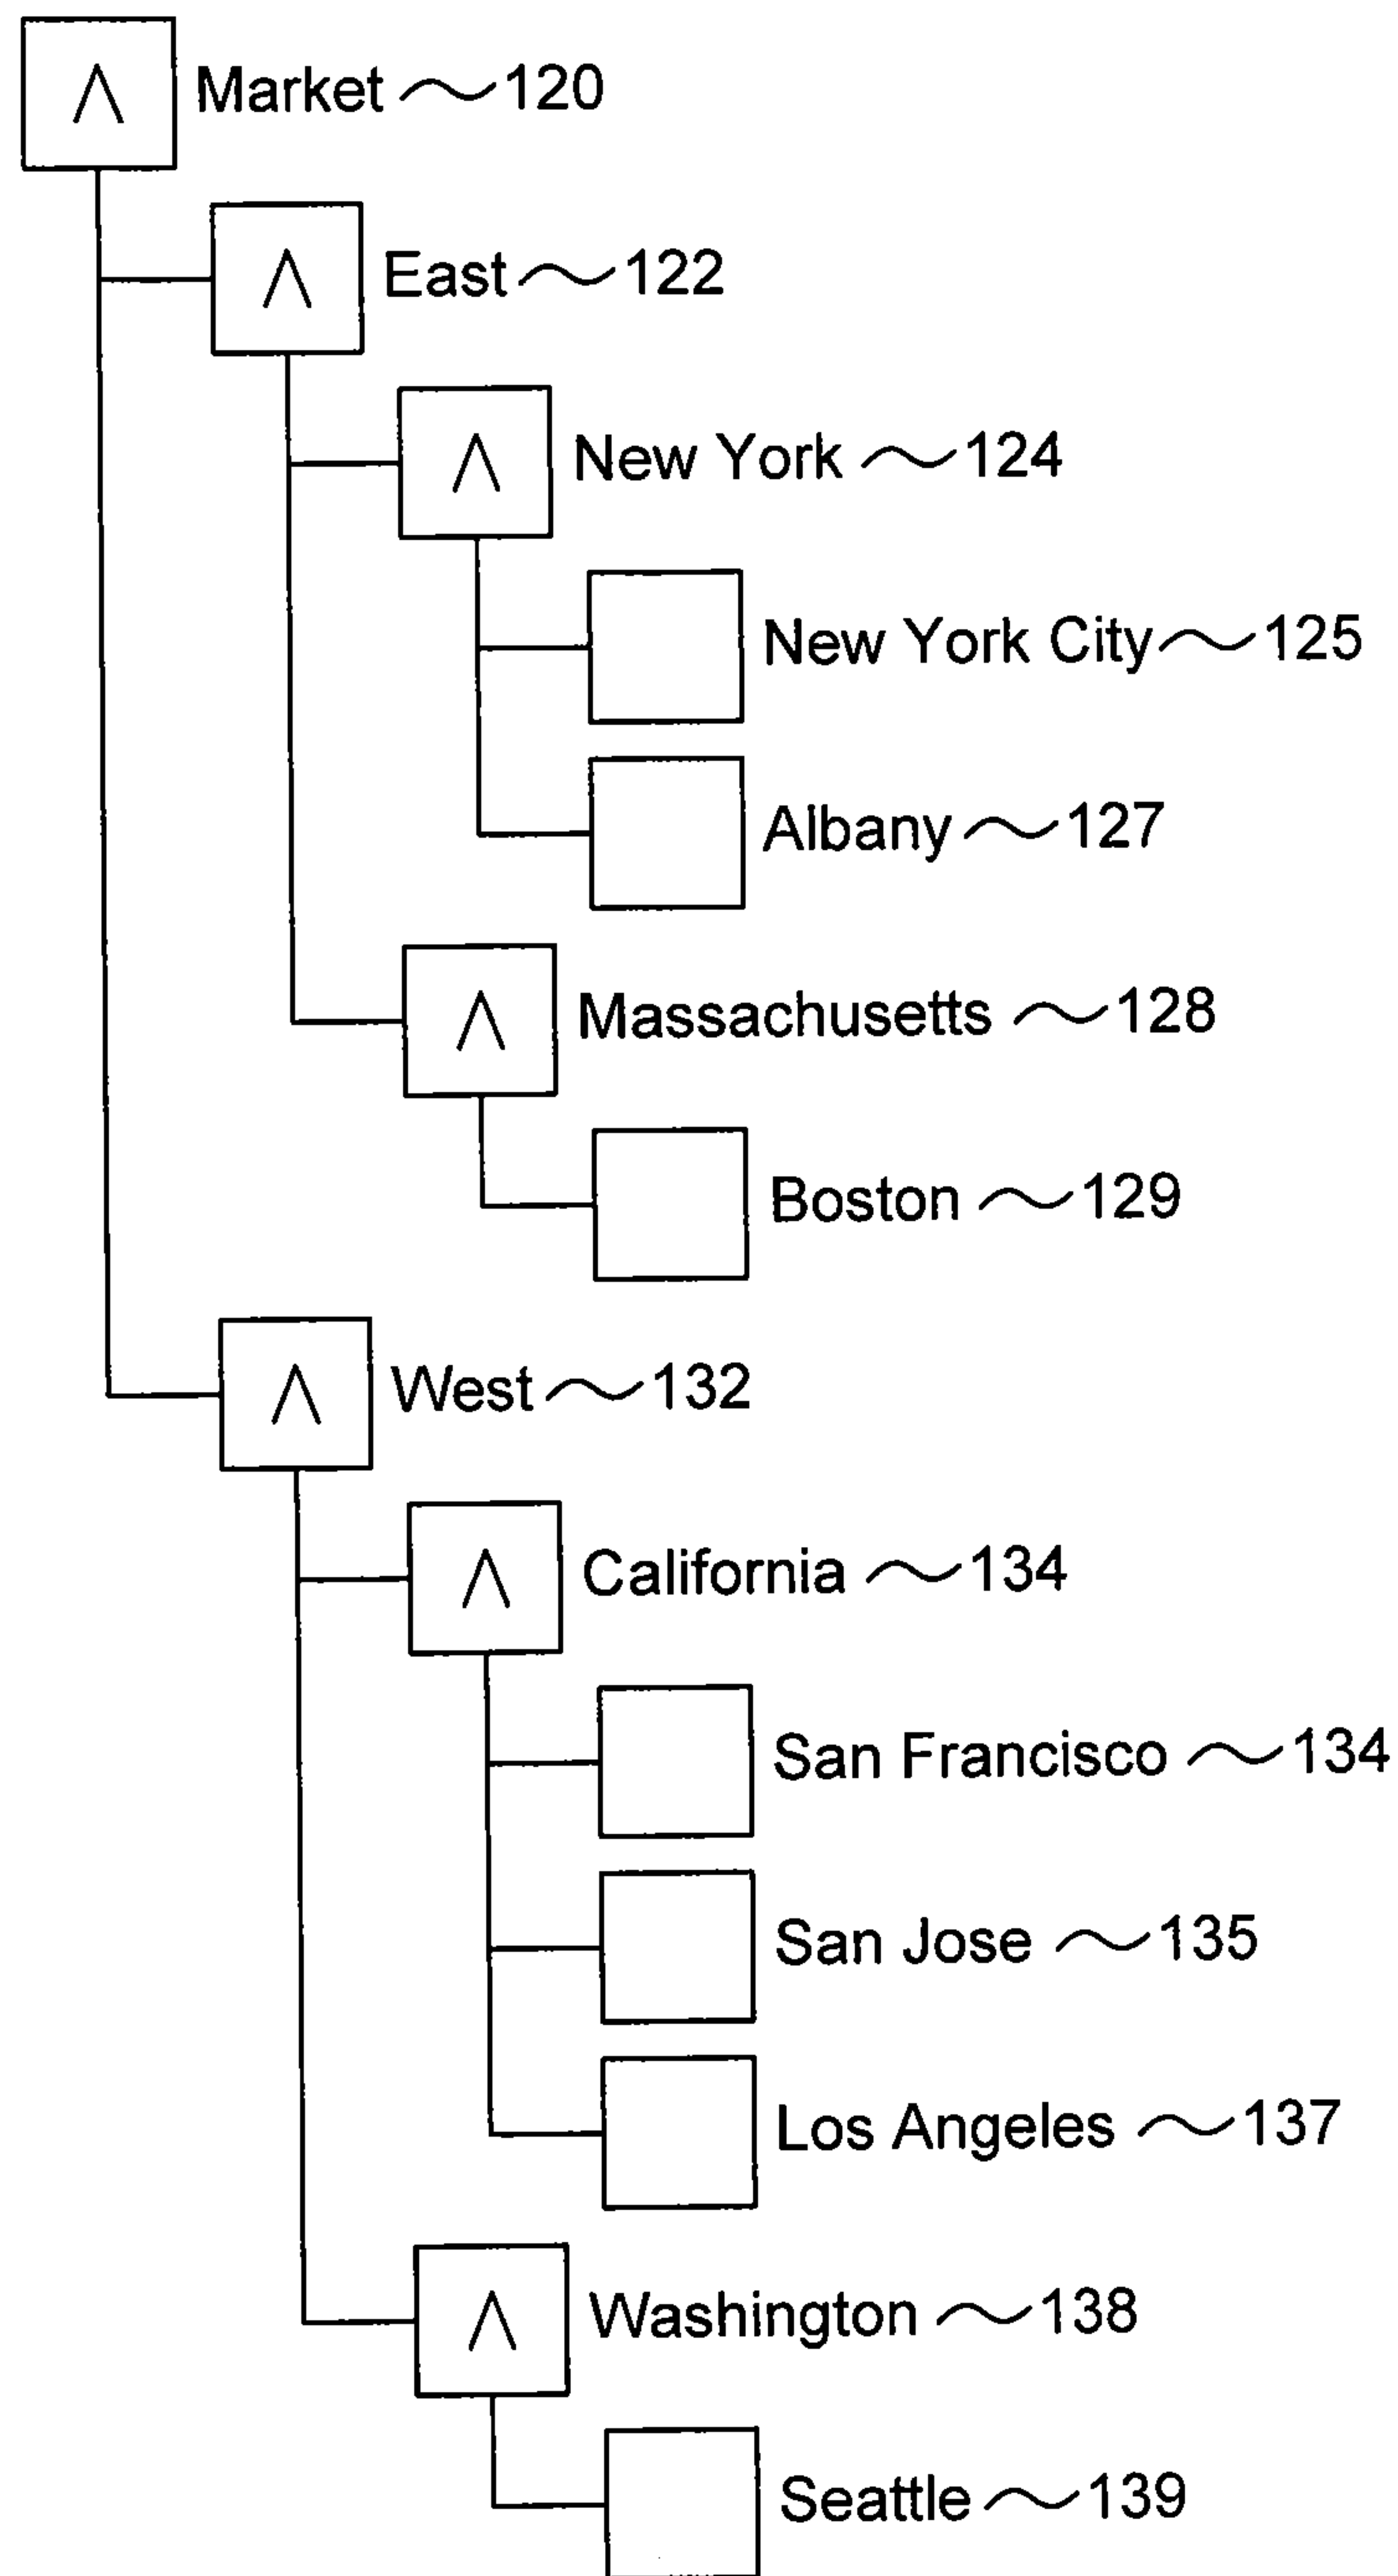 Market 120
East 122
New York 124
New York City 125
Albany 127
Massachusetts 128
Boston 129
West 132
California 134
San Francisco 134
San Jose 135
Los Angeles 137
Washington 138
Seattle 139